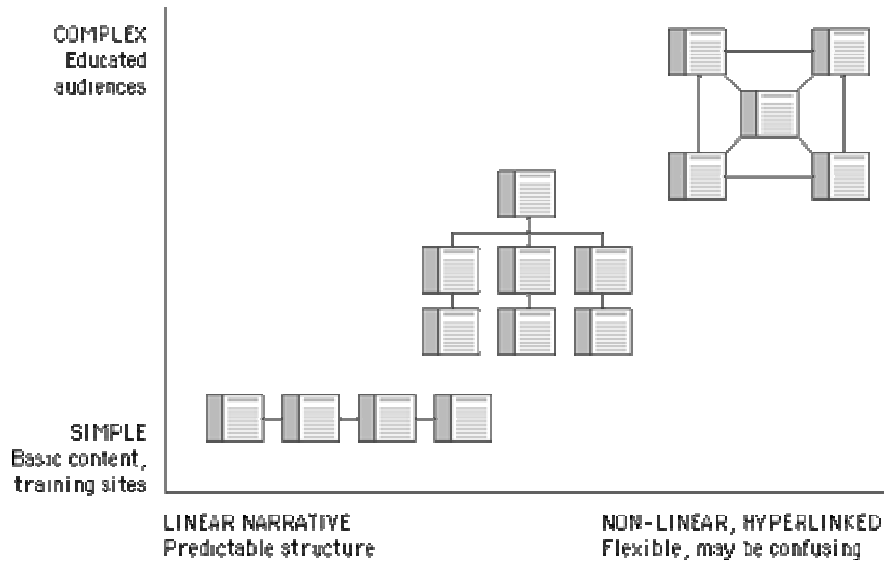 COMPLEX
Educated
audiences
SIMPLE
Basic content,
training sites
LINEAR NARRATIVE
Predictable structure
NON-LINEAR, HYPERLINKED
Flexible, may be confusing